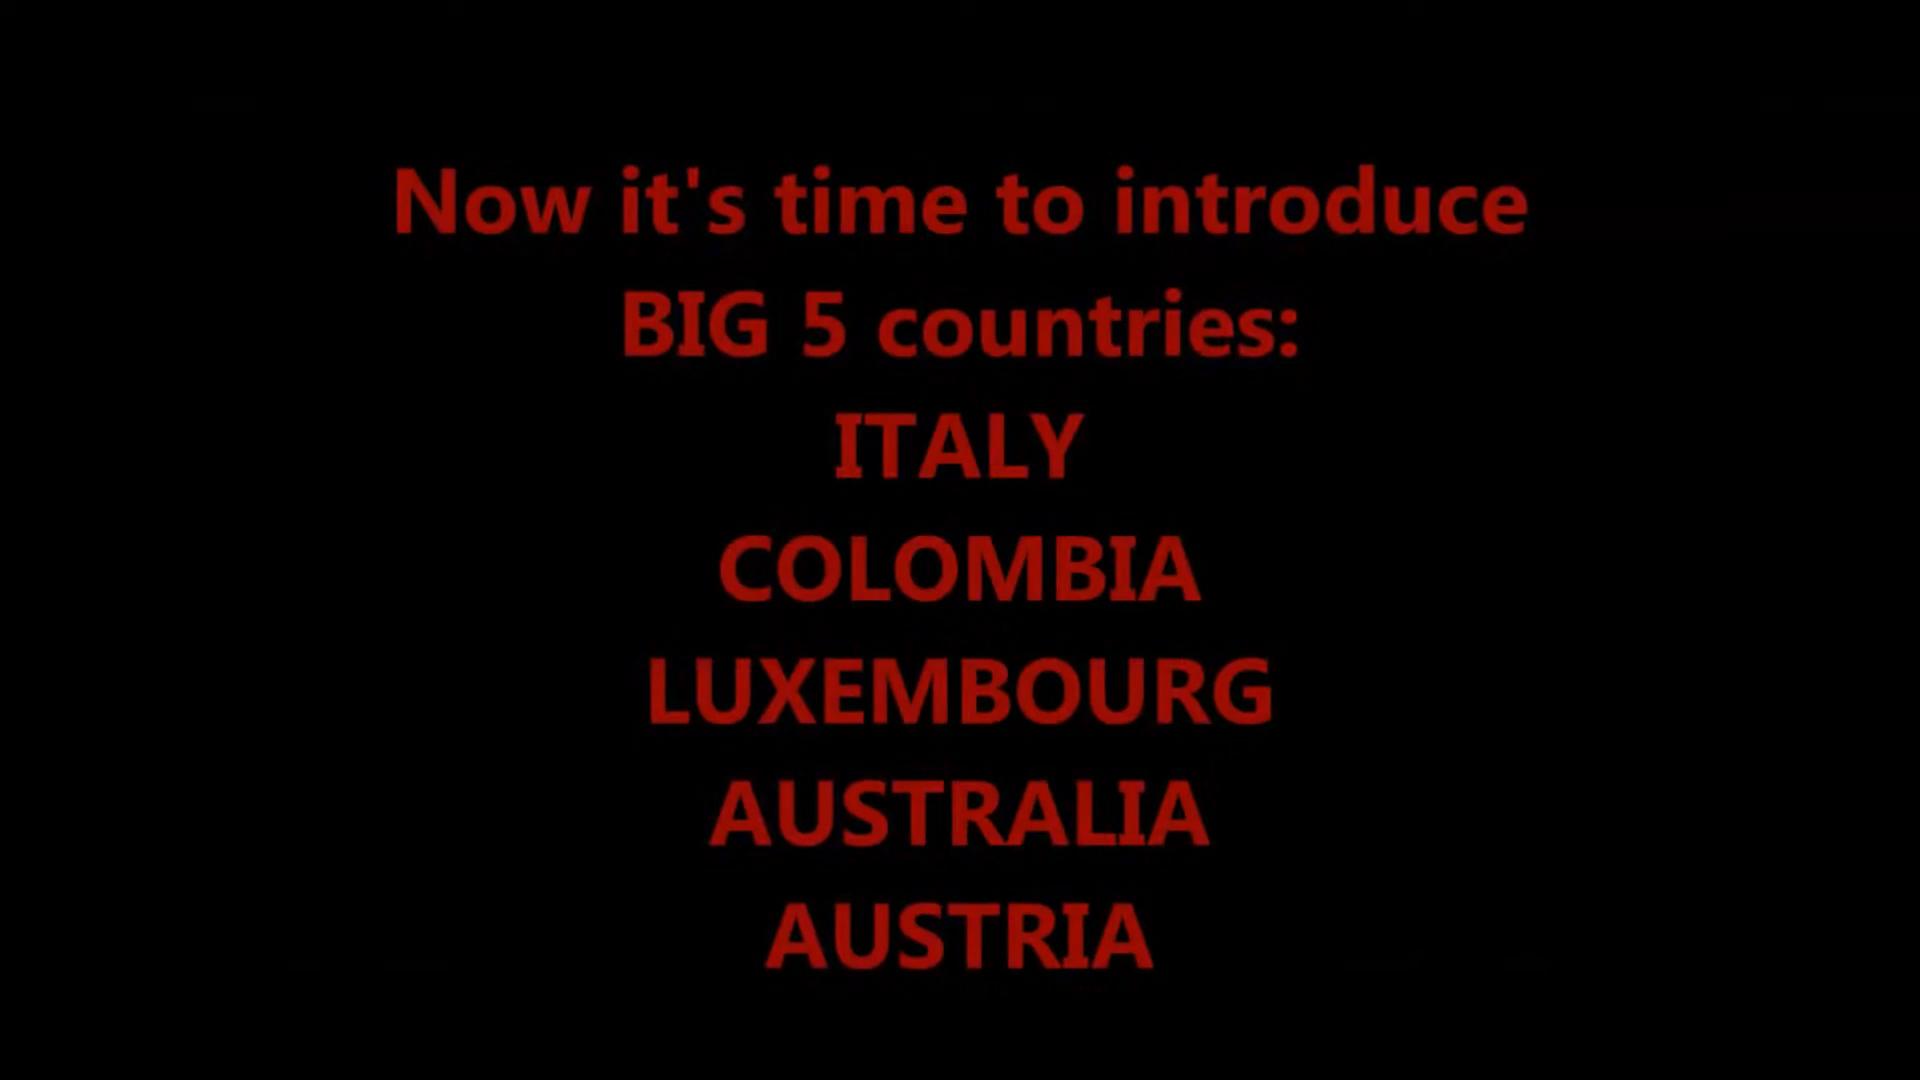 Now it's time to introduce
BIG 5 countries:
ITALY
COLOMBIA
LUXEMBOURG
AUSTRALIA
AUSTRIA